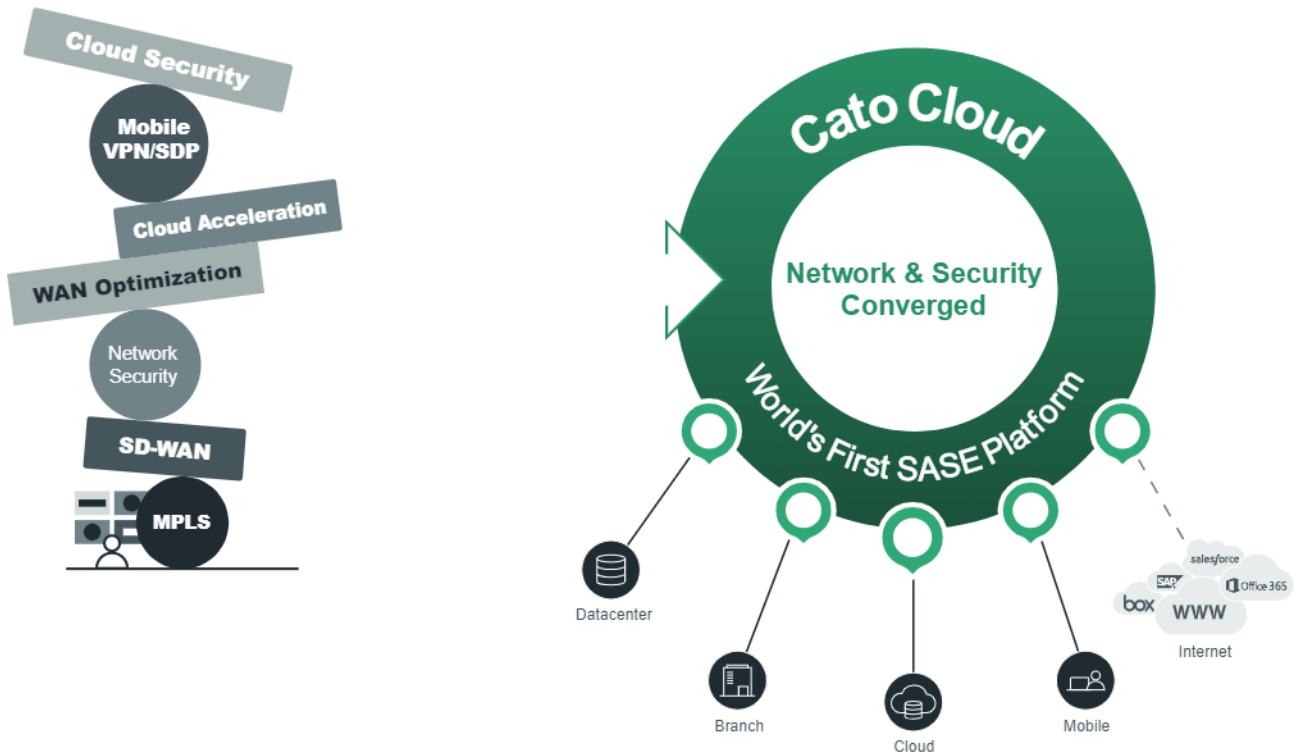 Cloud Security
Mobile
VPN/SDP
Cloud Acceleration
WAN Optimization
Network
Security
SD-WAN
MPLS
Cato Cloud
Network & Security
Converged
World's First SASE Platform
Datacenter
Branch
Cloud
Mobile
salesforce
SAP
Office 365
box
WWW
Internet